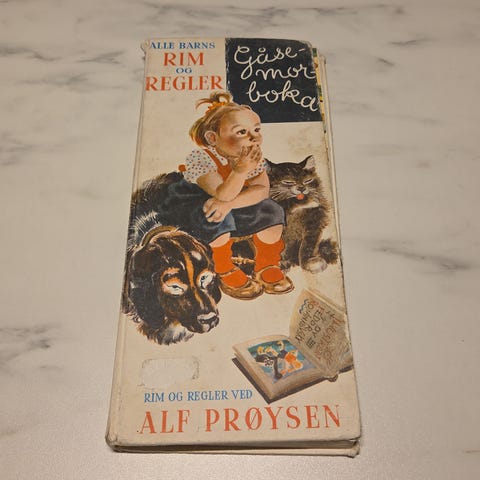 ALLE BARNS
RIM
OG
REGLER
Gåse-
mor-
boka
RIM OG REGLER VED
ALF PRØYSEN